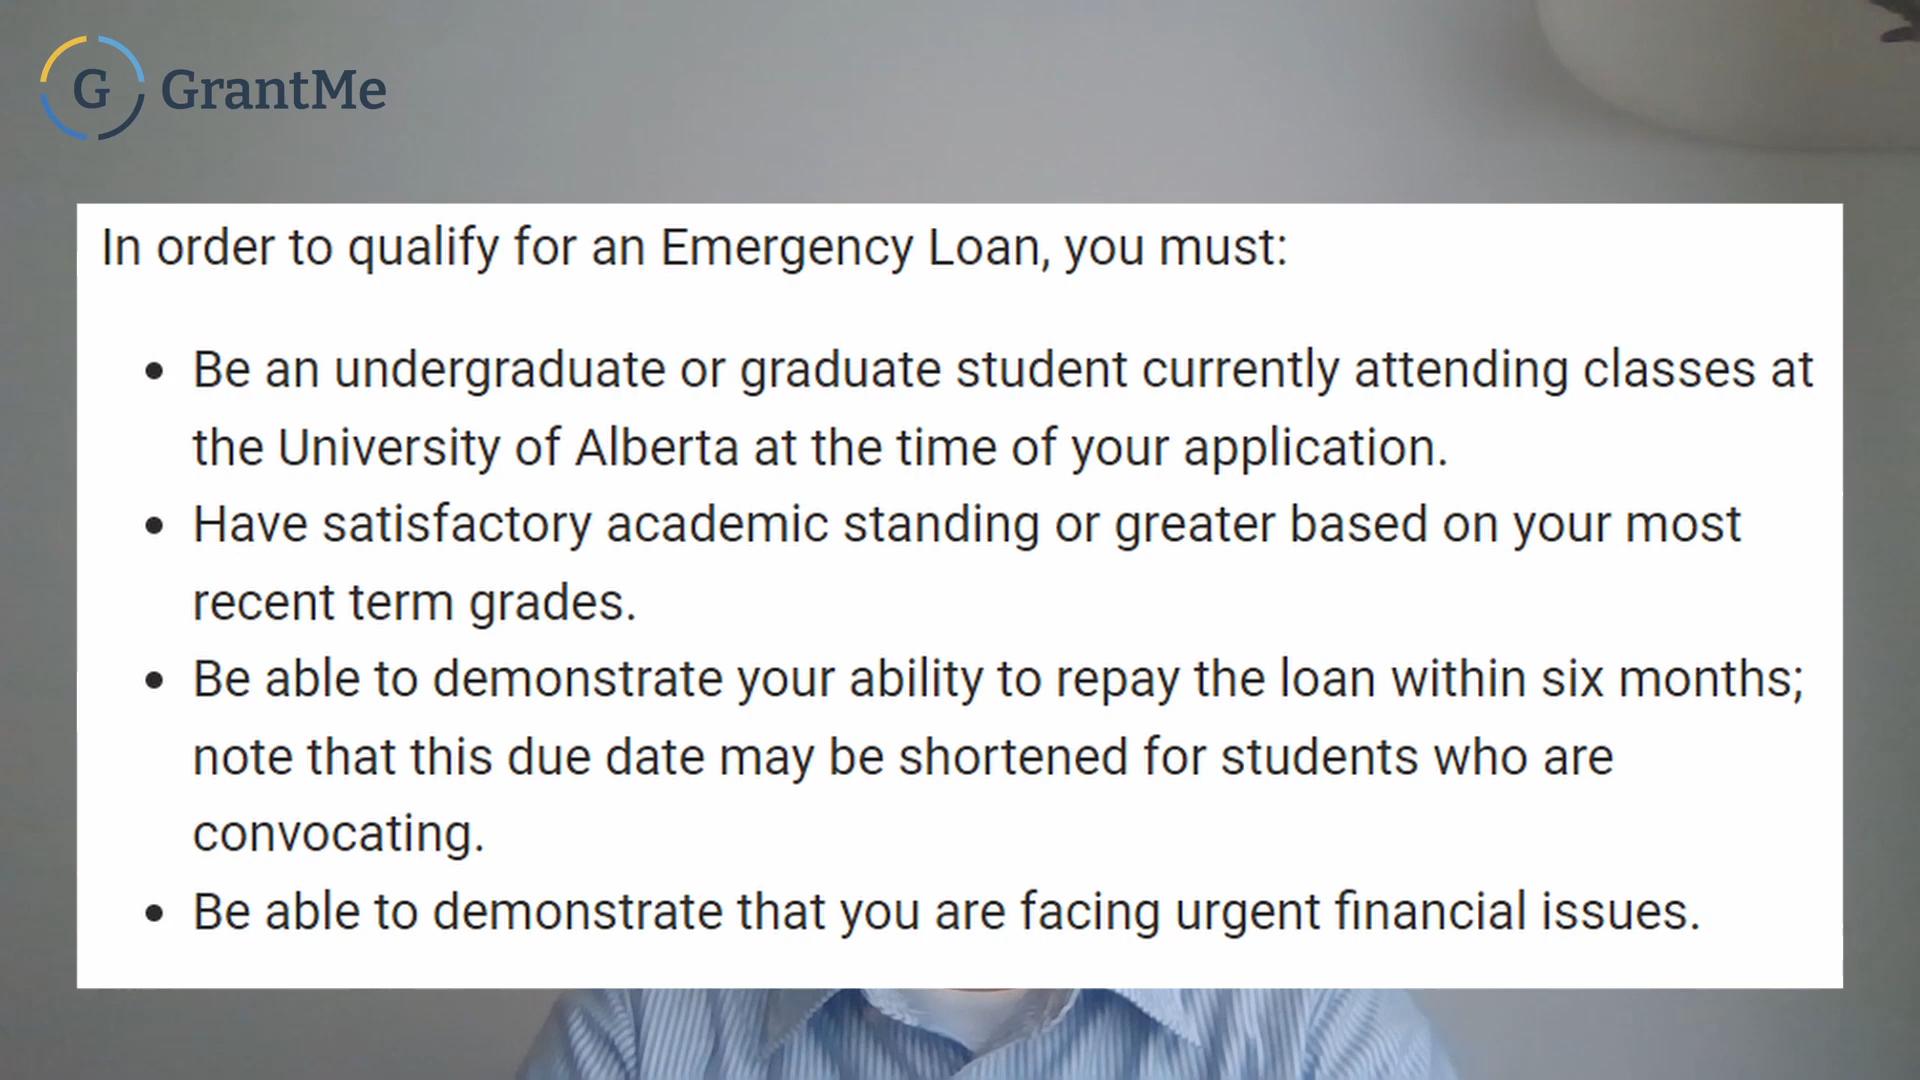 G GrantMe
In order to qualify for an Emergency Loan, you must:
• Be an undergraduate or graduate student currently attending classes at
the University of Alberta at the time of your application.
• Have satisfactory academic standing or greater based on your most
recent term grades.
• Be able to demonstrate your ability to repay the loan within six months;
note that this due date may be shortened for students who are
convocating.
• Be able to demonstrate that you are facing urgent financial issues.